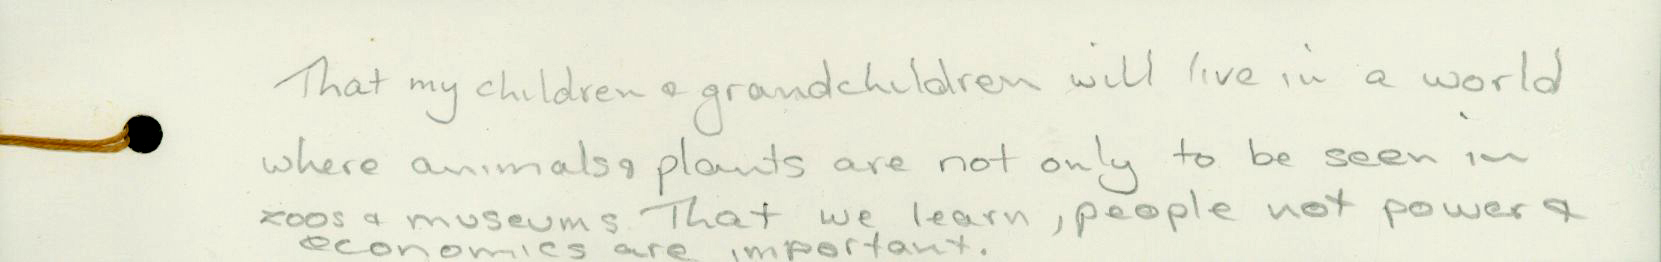 That my children & grandchildren will live in a world
where animals & plants are not only to be seen in
zoos & museums. That we learn, people not power &
economics are important.